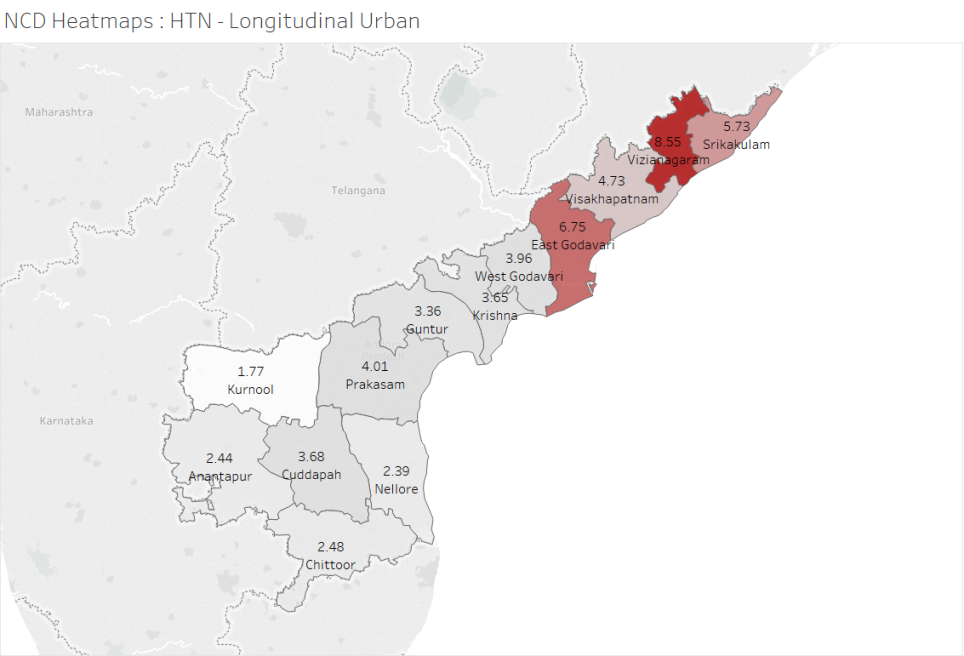 NCD Heatmaps : HTN - Longitudinal Urban
Maharashtra
5.73
Srikakulam
8.55
Vizianagaram
4.73
Visakhapatnam
Telangana
6.75
East Godavari
3.96
West Godavari
3.65
Krishna
3.36
Guntur
4.01
Prakasam
1.77
Kurnool
Karnataka
2.44
Anantapur
3.68
Cuddapah
2.39
Nellore
2.48
Chittoor